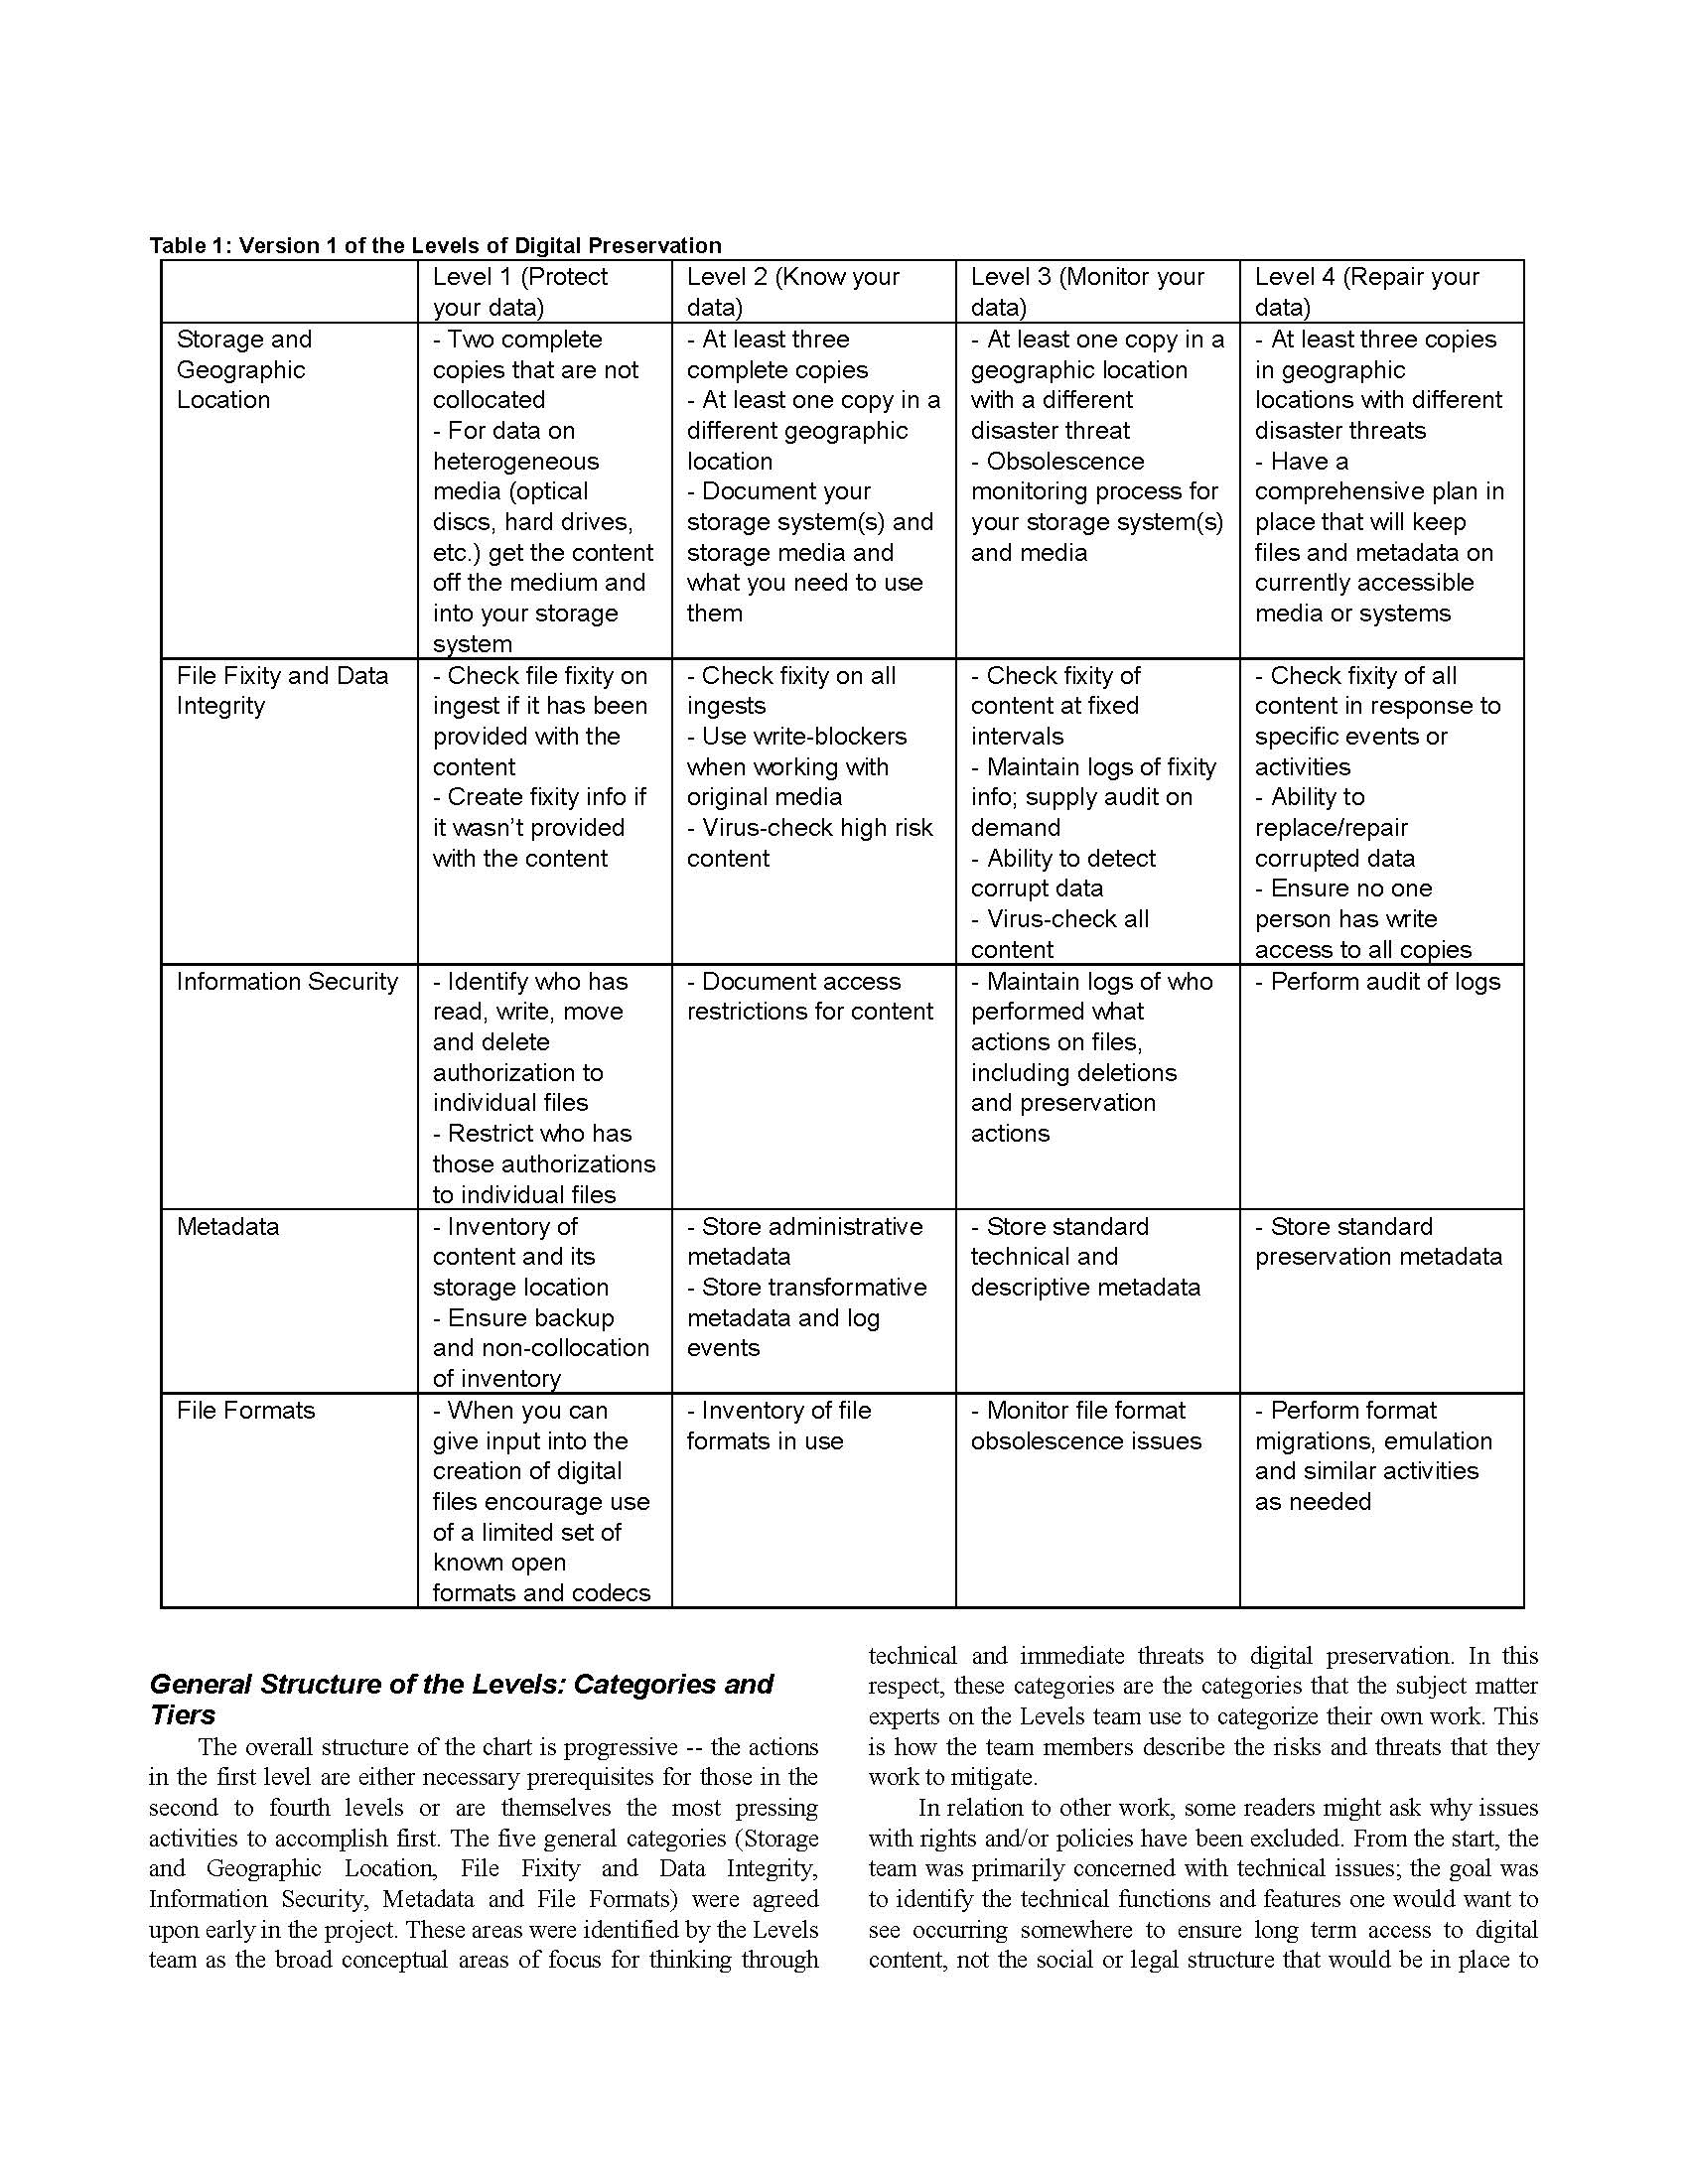 Table 1: Version 1 of the Levels of Digital Preservation
Level 1 (Protect
your data)
Level 2 (Know your
data)
Level 3 (Monitor your
data)
Level 4 (Repair your
data)
Storage and
Geographic
Location
- Two complete
copies that are not
collocated
- For data on
heterogeneous
media (optical
discs, hard drives,
etc.) get the content
off the medium and
into your storage
system
- At least three
complete copies
- At least one copy in a
different geographic
location
- Document your
storage system(s) and
storage media and
what you need to use
them
- At least one copy in a
geographic location
with a different
disaster threat
- Obsolescence
monitoring process for
your storage system(s)
and media
- At least three copies
in geographic
locations with different
disaster threats
- Have a
comprehensive plan in
place that will keep
files and metadata on
currently accessible
media or systems
File Fixity and Data
Integrity
- Check file fixity on
ingest if it has been
provided with the
content
- Create fixity info if
it wasn’t provided
with the content
- Check fixity on all
ingests
- Use write-blockers
when working with
original media
- Virus-check high risk
content
- Check fixity of
content at fixed
intervals
- Maintain logs of fixity
info; supply audit on
demand
- Ability to detect
corrupt data
- Virus-check all
content
- Check fixity of all
content in response to
specific events or
activities
- Ability to
replace/repair
corrupted data
- Ensure no one
person has write
access to all copies
Information Security
- Identify who has
read, write, move
and delete
authorization to
individual files
- Restrict who has
those authorizations
to individual files
- Document access
restrictions for content
- Maintain logs of who
performed what
actions on files,
including deletions
and preservation
actions
- Perform audit of logs
Metadata
- Inventory of
content and its
storage location
- Ensure backup
and non-collocation
of inventory
- Store administrative
metadata
- Store transformative
metadata and log
events
- Store standard
technical and
descriptive metadata
- Store standard
preservation metadata
File Formats
- When you can
give input into the
creation of digital
files encourage use
of a limited set of
known open
formats and codecs
- Inventory of file
formats in use
- Monitor file format
obsolescence issues
- Perform format
migrations, emulation
and similar activities
as needed
General Structure of the Levels: Categories and
Tiers
The overall structure of the chart is progressive -- the actions
in the first level are either necessary prerequisites for those in the
second to fourth levels or are themselves the most pressing
activities to accomplish first. The five general categories (Storage
and Geographic Location, File Fixity and Data Integrity,
Information Security, Metadata and File Formats) were agreed
upon early in the project. These areas were identified by the Levels
team as the broad conceptual areas of focus for thinking through
technical and immediate threats to digital preservation. In this
respect, these categories are the categories that the subject matter
experts on the Levels team use to categorize their own work. This
is how the team members describe the risks and threats that they
work to mitigate.
In relation to other work, some readers might ask why issues
with rights and/or policies have been excluded. From the start, the
team was primarily concerned with technical issues; the goal was
to identify the technical functions and features one would want to
see occurring somewhere to ensure long term access to digital
content, not the social or legal structure that would be in place to